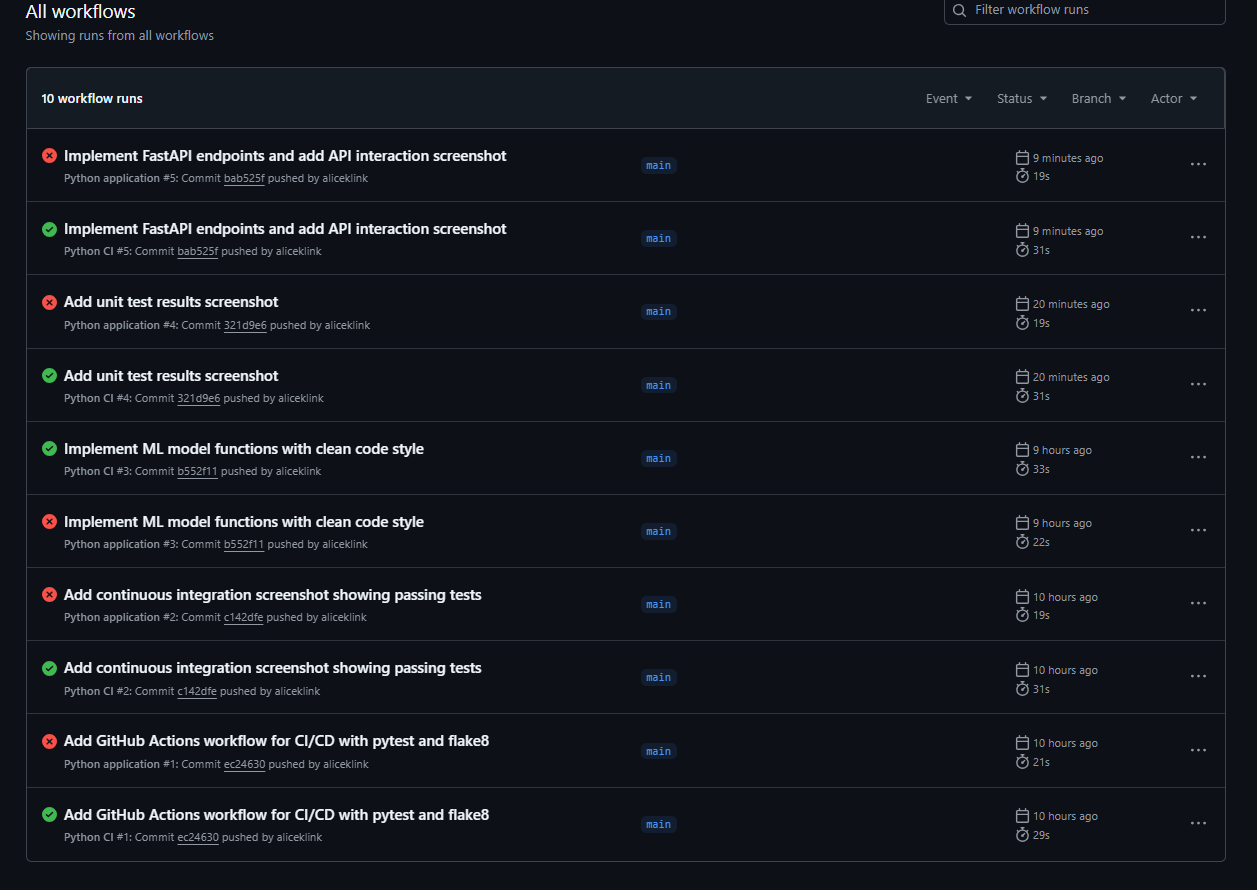 All workflows
Filter workflow runs
Showing runs from all workflows
10 workflow runs
Event
Status
Branch
Actor
Implement FastAPI endpoints and add API interaction screenshot
main
9 minutes ago
Python application #5: Commit bab525f pushed by aliceklink
19s
Implement FastAPI endpoints and add API interaction screenshot
main
9 minutes ago
Python CI #5: Commit bab525f pushed by aliceklink
31s
Add unit test results screenshot
main
20 minutes ago
Python application #4: Commit 321d9e6 pushed by aliceklink
19s
Add unit test results screenshot
main
20 minutes ago
Python CI #4: Commit 321d9e6 pushed by aliceklink
31s
Implement ML model functions with clean code style
main
9 hours ago
Python CI #3: Commit b552f11 pushed by aliceklink
33s
Implement ML model functions with clean code style
main
9 hours ago
Python application #3: Commit b552f11 pushed by aliceklink
22s
Add continuous integration screenshot showing passing tests
main
10 hours ago
Python application #2: Commit c142dfe pushed by aliceklink
19s
Add continuous integration screenshot showing passing tests
main
10 hours ago
Python CI #2: Commit c142dfe pushed by aliceklink
31s
Add GitHub Actions workflow for CI/CD with pytest and flake8
main
10 hours ago
Python application #1: Commit ec24630 pushed by aliceklink
21s
Add GitHub Actions workflow for CI/CD with pytest and flake8
main
10 hours ago
Python CI #1: Commit ec24630 pushed by aliceklink
29s